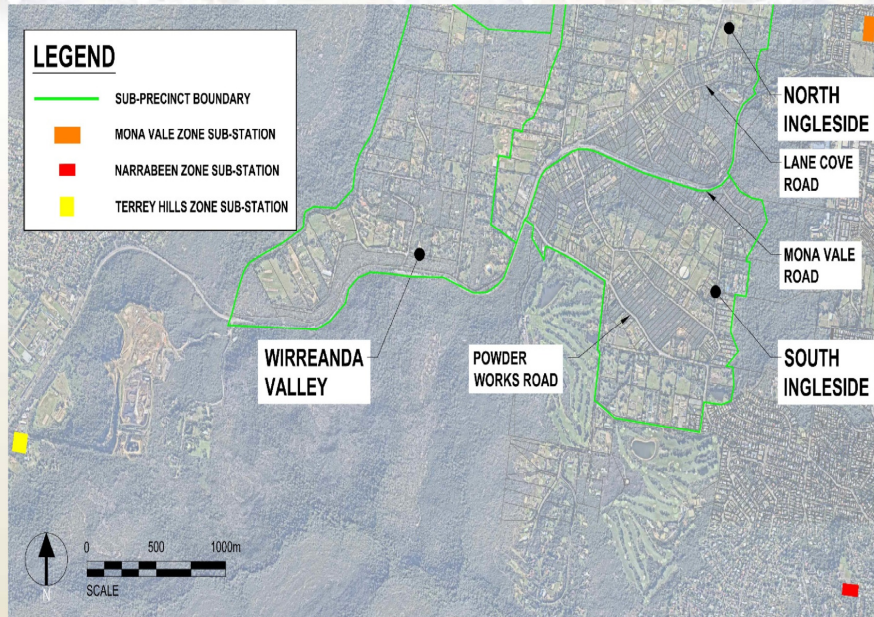 LEGEND
SUB-PRECINCT BOUNDARY
MONA VALE ZONE SUB-STATION
NARRABEEN ZONE SUB-STATION
TERREY HILLS ZONE SUB-STATION
NORTH
INGLESIDE
LANE COVE
ROAD
MONA VALE
ROAD
SOUTH
INGLESIDE
WIRREANDA
VALLEY
POWDER
WORKS ROAD
0 500 1000m
SCALE
N